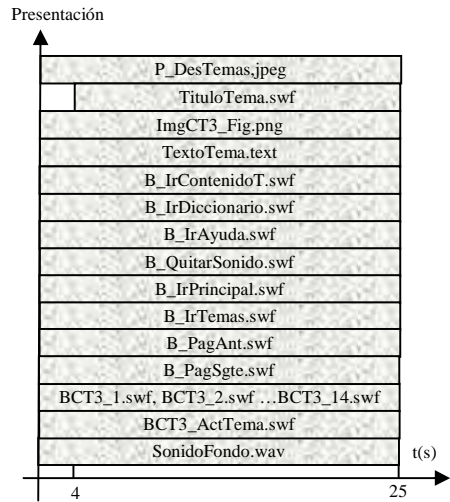 Presentación
P_DesTemas.jpeg
TituloTema.swf
ImgCT3_Fig.png
TextoTema.text
B_IrContenidoT.swf
B_IrDiccionario.swf
B_IrAyuda.swf
B_QuitarSonido.swf
B_IrPrincipal.swf
B_IrTemas.swf
B_PagAnt.swf
B_PagSgte.swf
BCT3_1.swf, BCT3_2.swf …BCT3_14.swf
BCT3_ActTema.swf
SonidoFondo.wav
t(s)
4
25